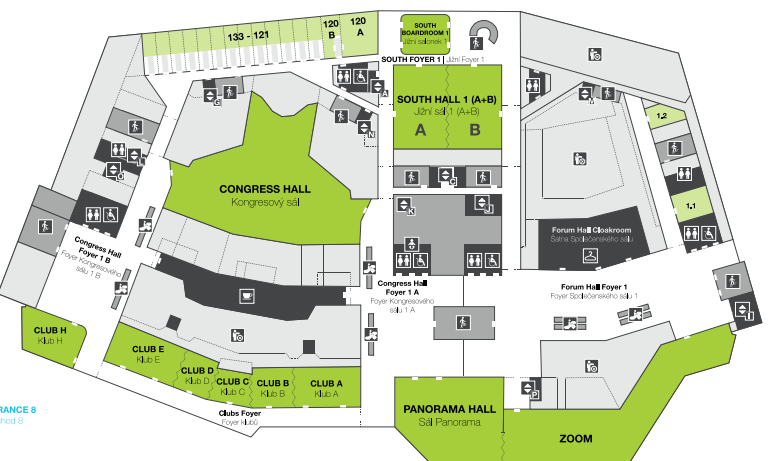 133 - 121
120
B
120
A
SOUTH
BOARDROOM 1
Jižní salonek 1
SOUTH FOYER 1 | Jižní Foyer 1
SOUTH HALL 1 (A+B)
Jižní sál 1 (A+B)
A
B
A
G
N
C
K
J
O
1.2
1.1
CONGRESS HALL
Kongresový sál
Forum Hall Cloakroom
Šatna Společenského sálu
Congress Hall
Foyer 1 B
Foyer Kongresového
sálu 1 B
Congress Hall
Foyer 1 A
Foyer Kongresového
sálu 1 A
Forum Hall Foyer 1
Foyer Společenského sálu 1
I
CLUB H
Klub H
CLUB E
Klub E
CLUB D
Klub D
CLUB C
Klub C
CLUB B
Klub B
CLUB A
Klub A
P
Clubs Foyer
Foyer klubů
PANORAMA HALL
Sál Panorama
ZOOM
RANCE 8
chod 8